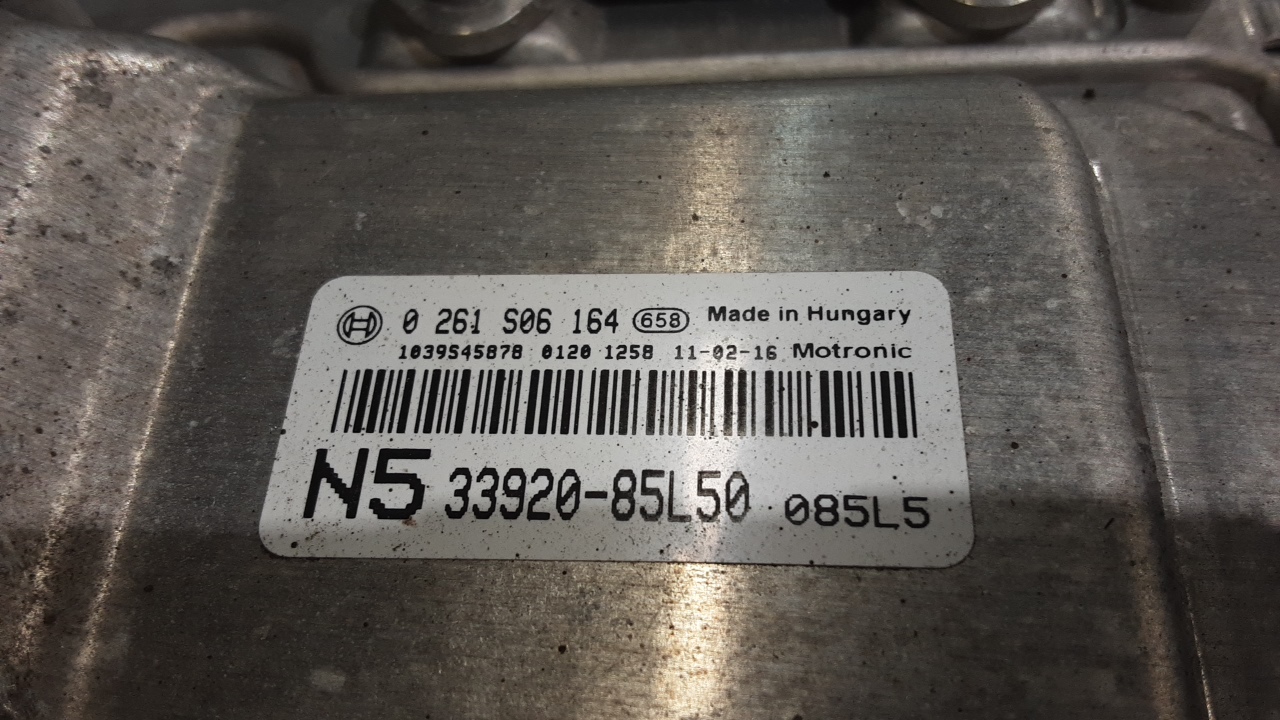 0 261 S06 164 658 Made in Hungary
1039S45878 0120 1258 11-02-16 Motronic
N5 33920-85L50 085L5